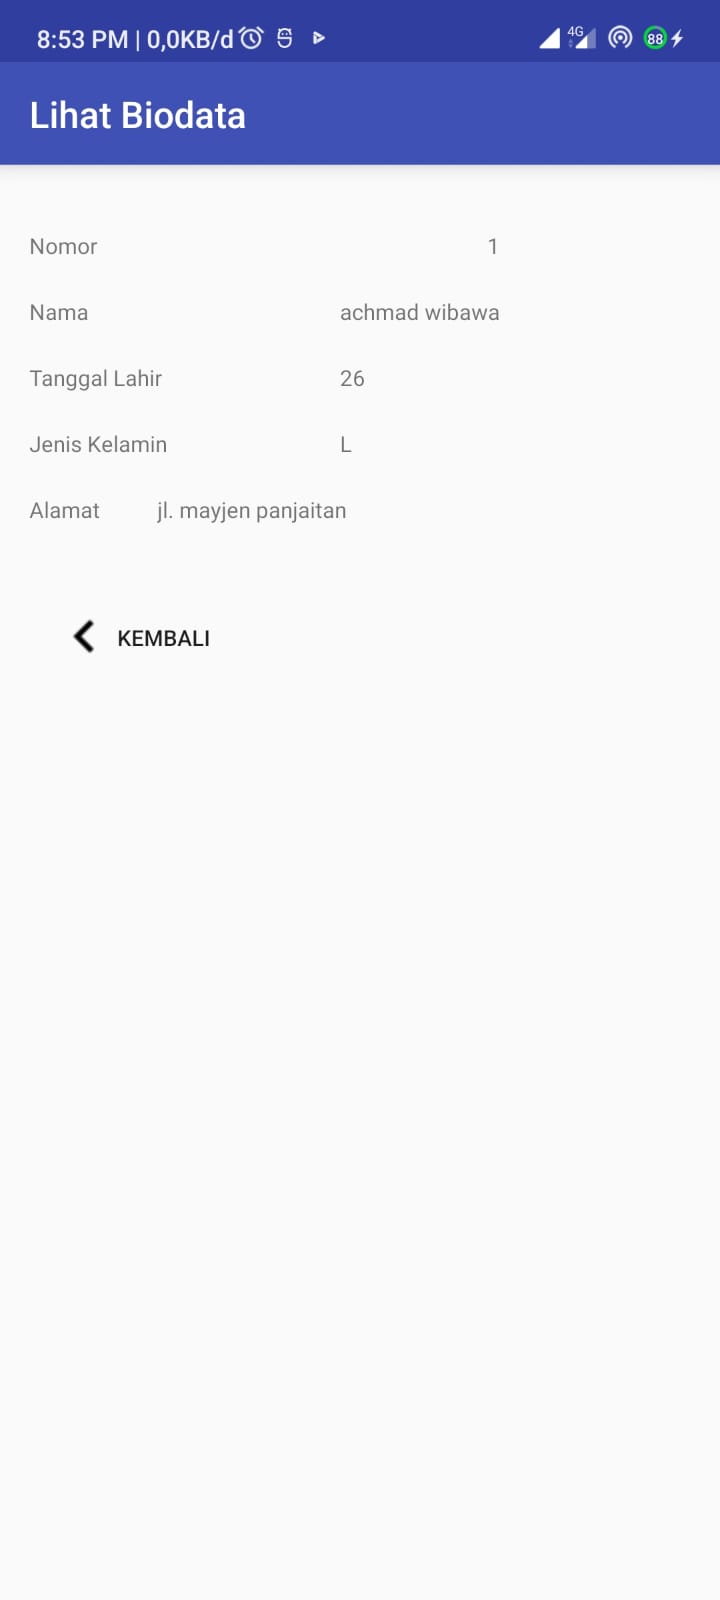 8:53 PM | 0,0KB/d 4G 88
Lihat Biodata
Nomor 1
Nama achmad wibawa
Tanggal Lahir 26
Jenis Kelamin L
Alamat jl. mayjen panjaitan
KEMBALI